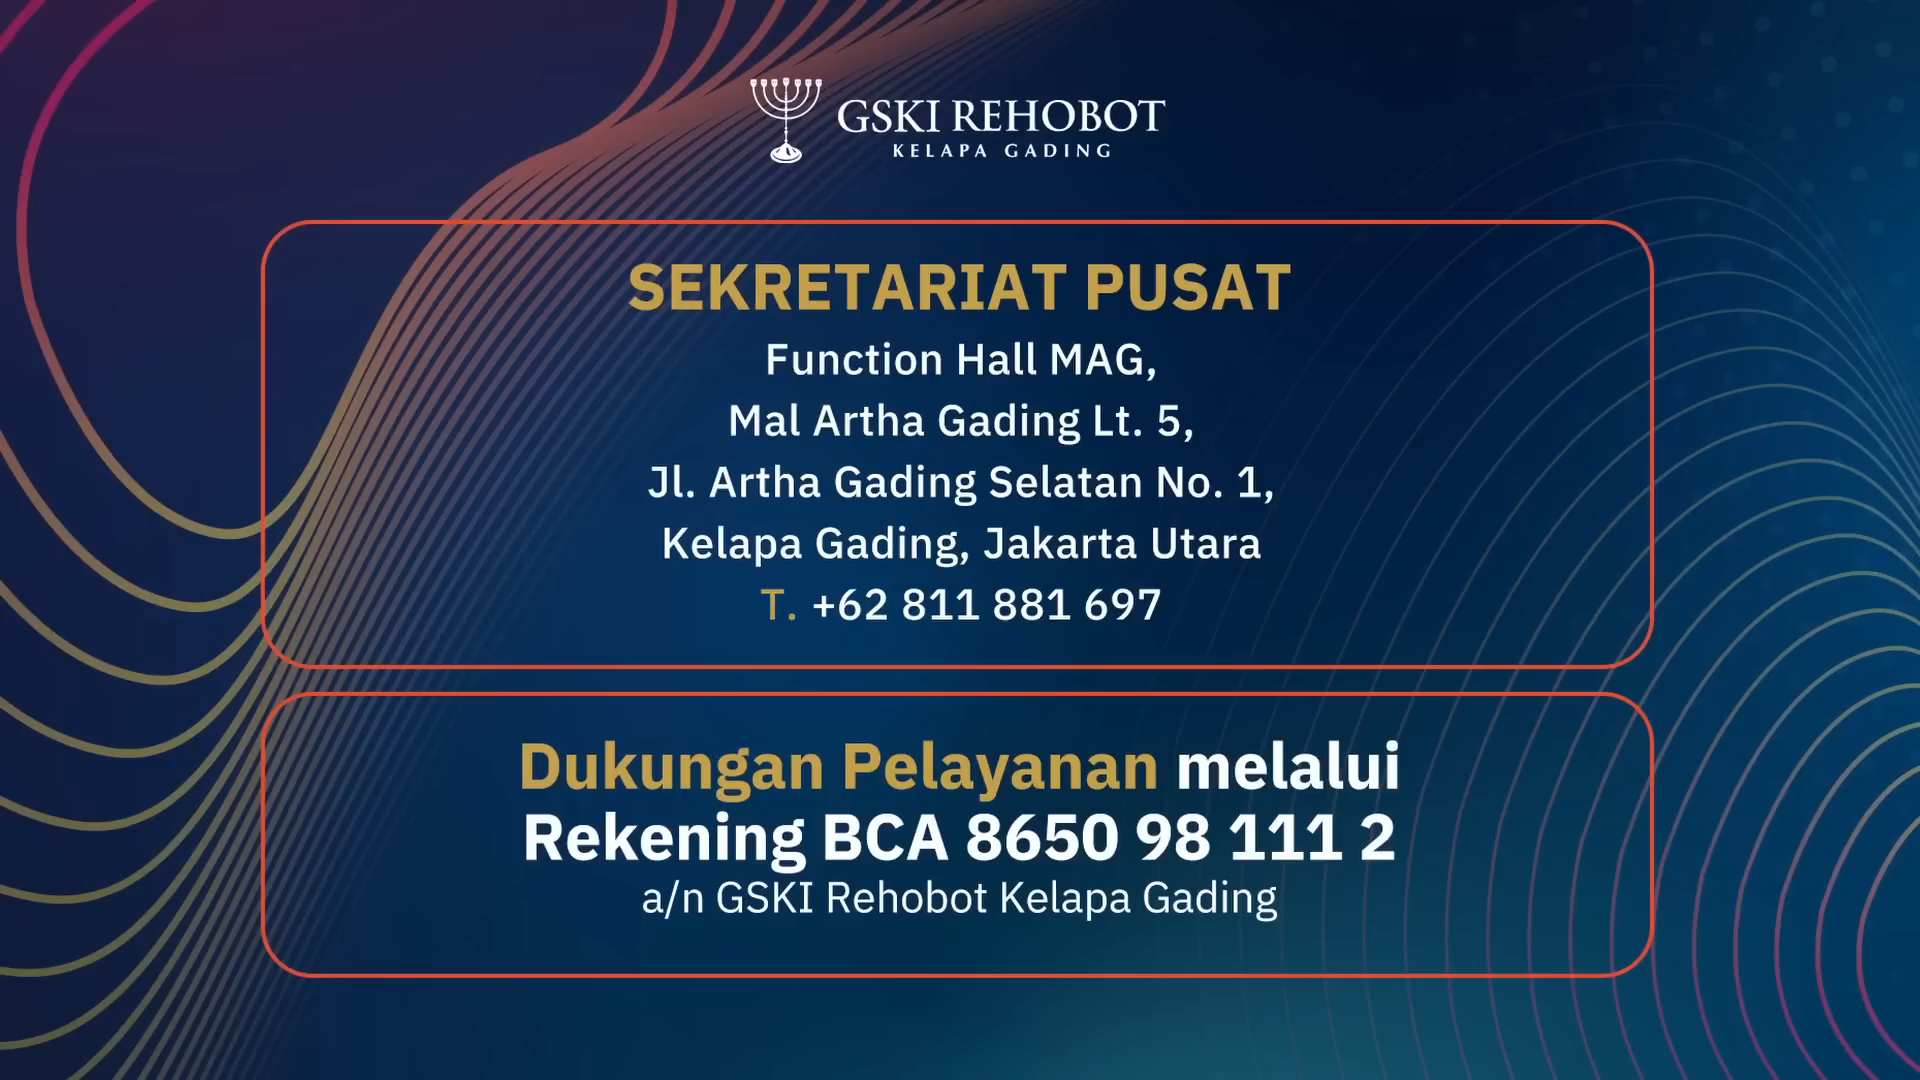 GSKI REHOBOT
KELAPA GADING
SEKRETARIAT PUSAT
Function Hall MAG,
Mal Artha Gading Lt. 5,
Jl. Artha Gading Selatan No. 1,
Kelapa Gading, Jakarta Utara
T. +62 811 881 697
Dukungan Pelayanan melalui
Rekening BCA 8650 98 111 2
a/n GSKI Rehobot Kelapa Gading